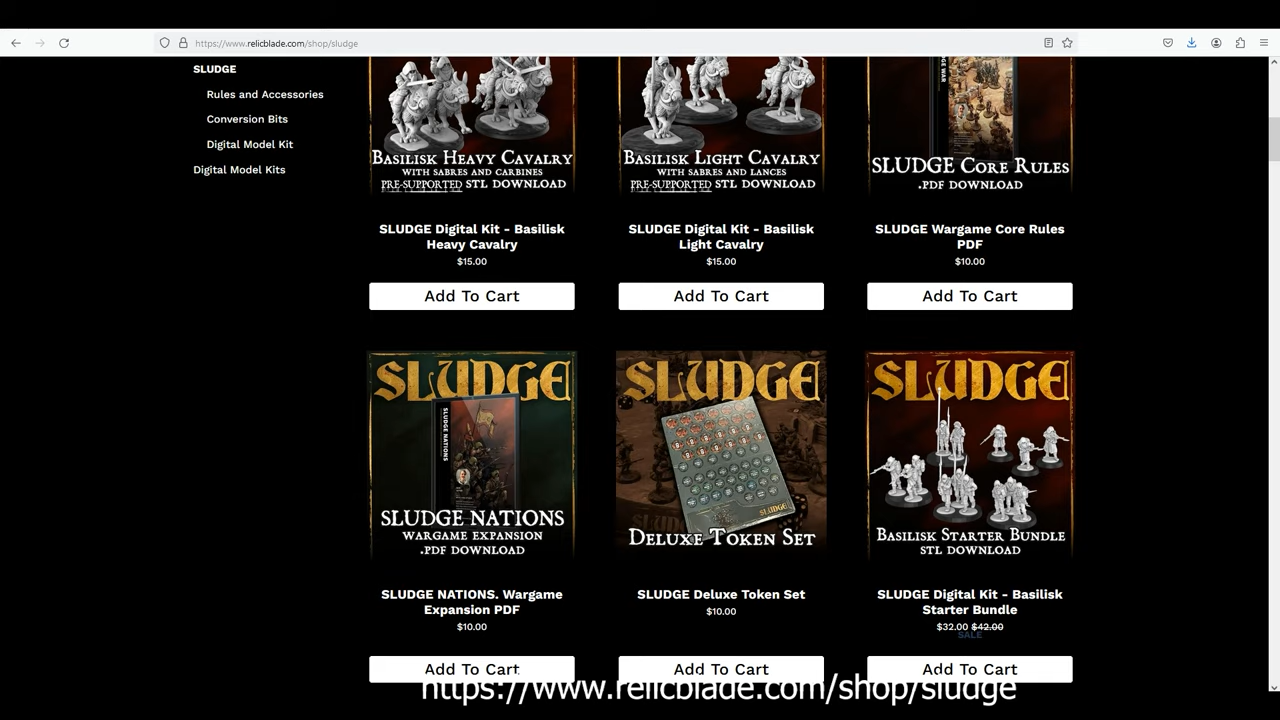 https://www.relicblade.com/shop/sludge
SLUDGE
Rules and Accessories
Conversion Bits
Digital Model Kit
Digital Model Kits
BASILISK HEAVY CAVALRY
WITH SABRES AND CARBINES
PRE-SUPPORTED STL DOWNLOAD
SLUDGE Digital Kit - Basilisk
Heavy Cavalry
$15.00
Add To Cart
BASILISK LIGHT CAVALRY
WITH SABRES AND LANCES
PRE-SUPPORTED STL DOWNLOAD
SLUDGE Digital Kit - Basilisk
Light Cavalry
$15.00
Add To Cart
SLUDGE CORE RULES
.PDF DOWNLOAD
SLUDGE Wargame Core Rules
PDF
$10.00
Add To Cart
SLUDGE
SLUDGE NATIONS
SLUDGE NATIONS
WARGAME EXPANSION
.PDF DOWNLOAD
SLUDGE NATIONS. Wargame
Expansion PDF
$10.00
Add To Cart
SLUDGE
SLUDGE
DELUXE TOKEN SET
SLUDGE Deluxe Token Set
$10.00
Add To Cart
SLUDGE
BASILISK STARTER BUNDLE
STL DOWNLOAD
SLUDGE Digital Kit - Basilisk
Starter Bundle
$32.00 $42.00
SALE
Add To Cart
https://www.relicblade.com/shop/sludge